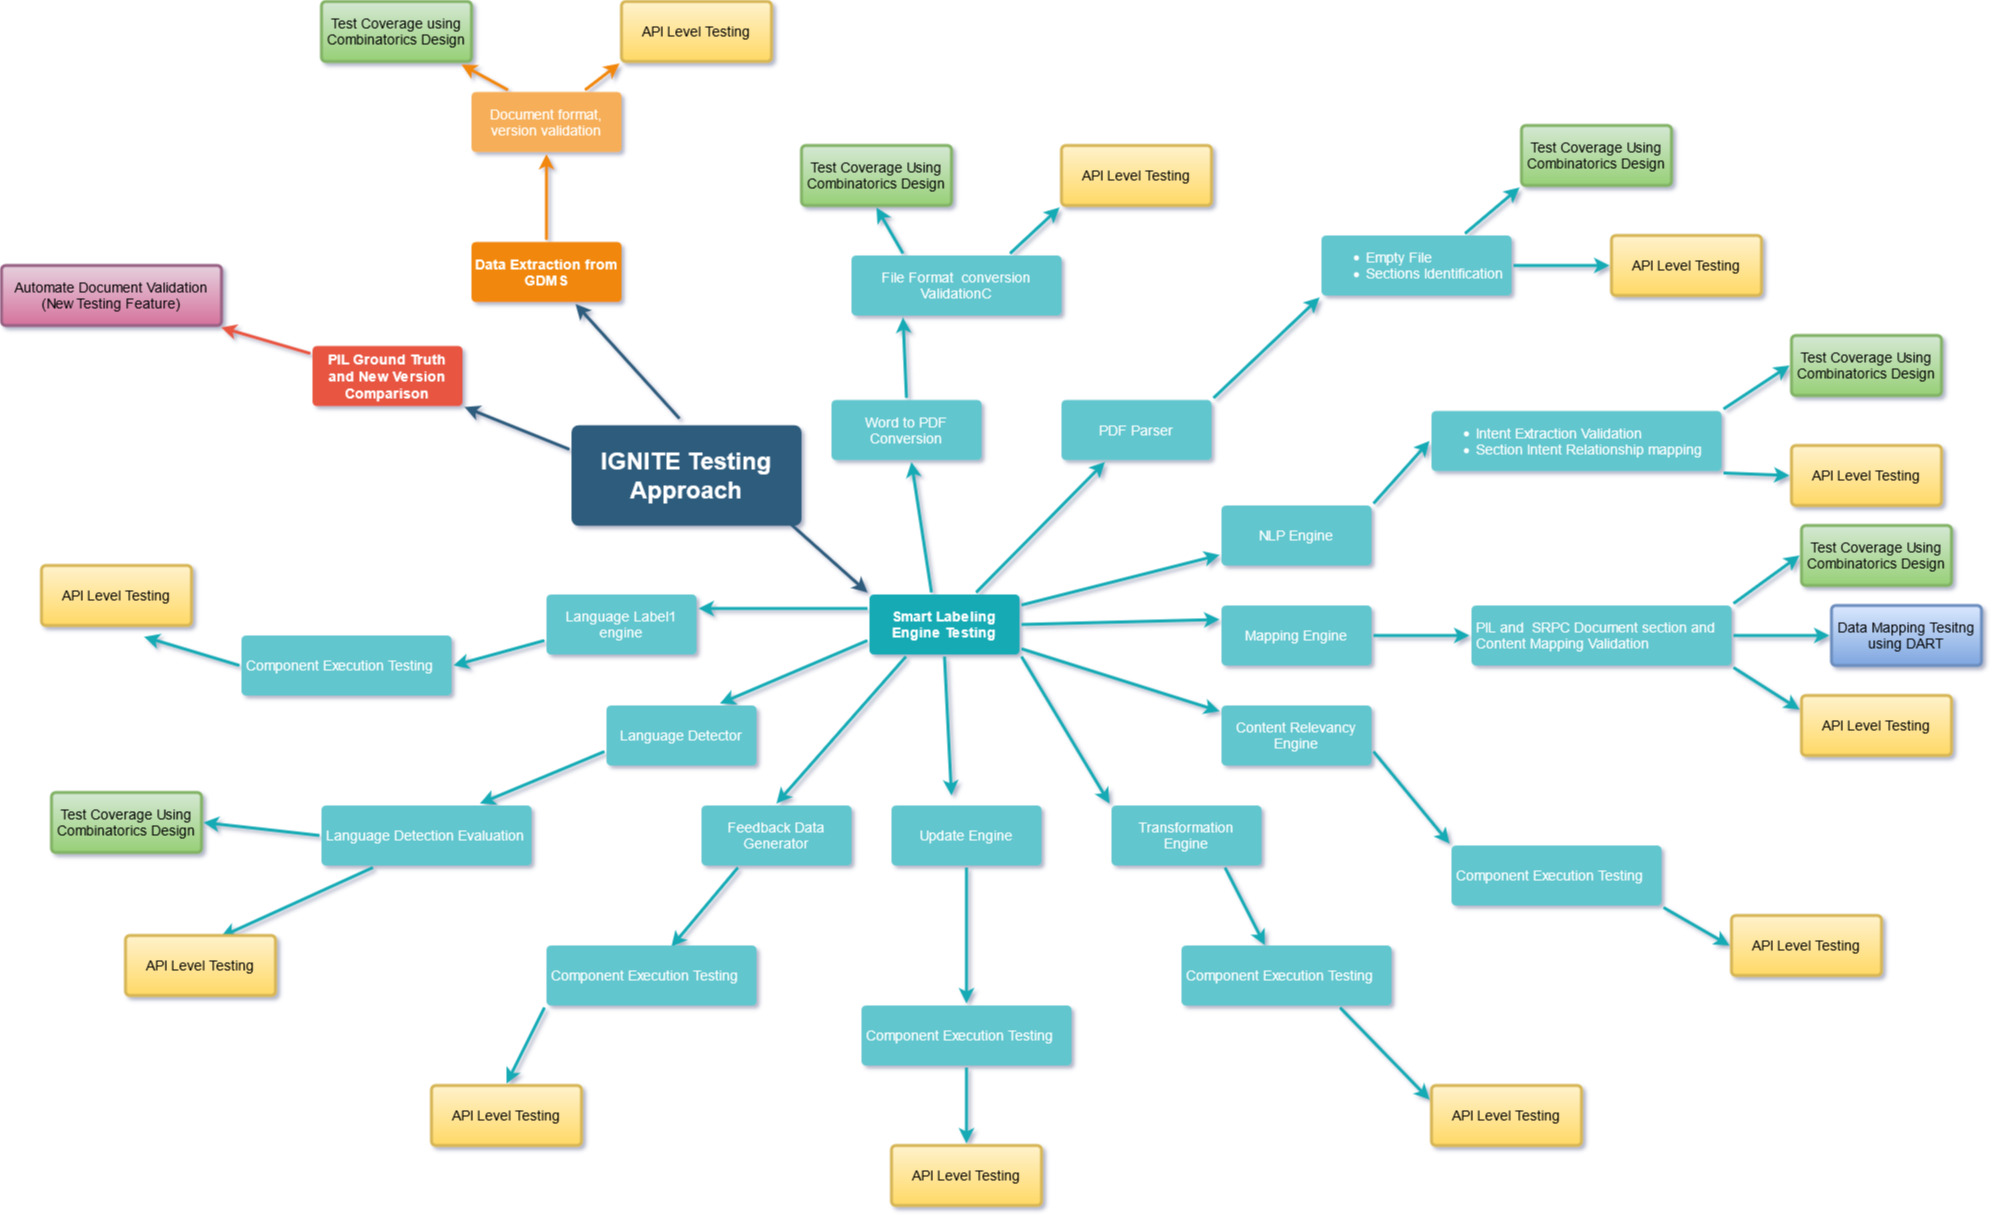 Test Coverage using
Combinatorics Design
API Level Testing
Document format,
version validation
Test Coverage Using
Combinatorics Design
API Level Testing
Test Coverage Using
Combinatorics Design
Data Extraction from
GDMS
File Format  conversion
ValidationC
• Empty File
• Sections Identification
API Level Testing
Automate Document Validation
(New Testing Feature)
PIL Ground Truth
and New Version
Comparison
Test Coverage Using
Combinatorics Design
Word to PDF
Conversion
PDF Parser
• Intent Extraction Validation
• Section Intent Relationship mapping
IGNITE Testing
Approach
API Level Testing
NLP Engine
Test Coverage Using
Combinatorics Design
API Level Testing
Language Label1
engine
Smart Labeling
Engine Testing
Mapping Engine
PIL and  SRPC Document section and
Content Mapping Validation
Data Mapping Tesitng
using DART
Component Execution Testing
Language Detector
Content Relevancy
Engine
API Level Testing
Test Coverage Using
Combinatorics Design
Language Detection Evaluation
Feedback Data
Generator
Update Engine
Transformation
Engine
Component Execution Testing
API Level Testing
API Level Testing
Component Execution Testing
Component Execution Testing
Component Execution Testing
API Level Testing
API Level Testing
API Level Testing